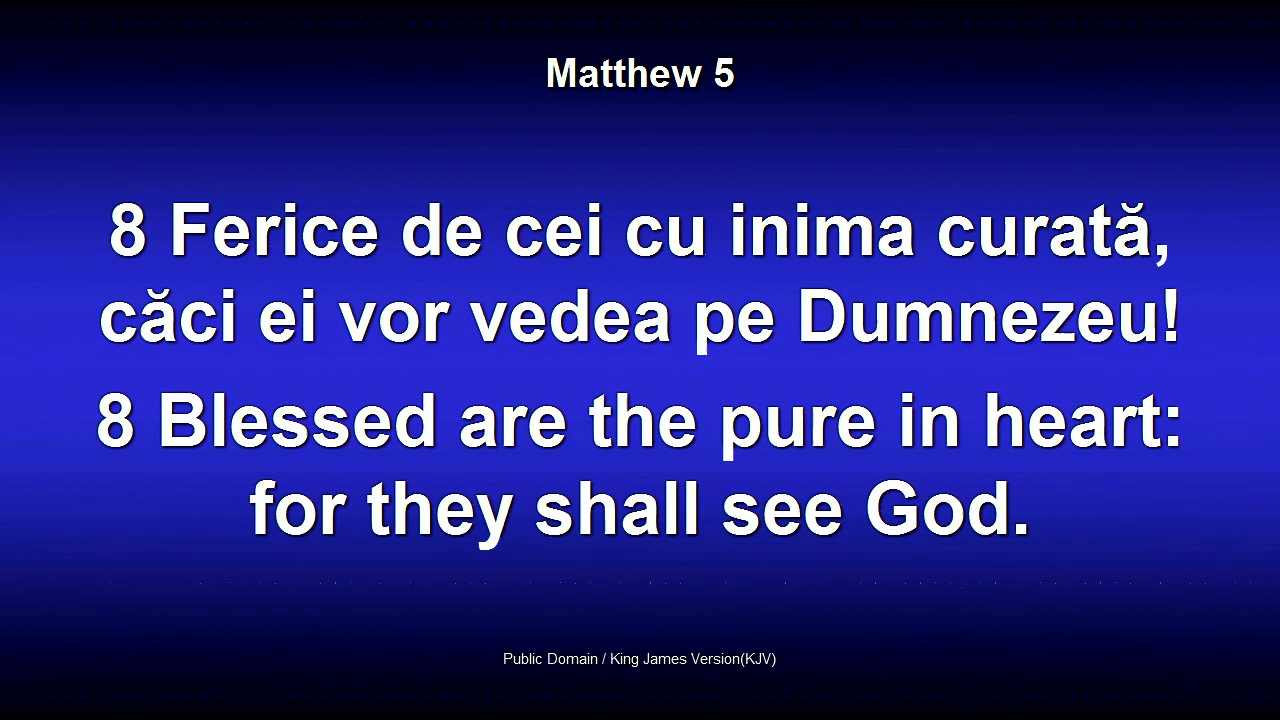 Matthew 5
8 Ferice de cei cu inima curată,
căci ei vor vedea pe Dumnezeu!
8 Blessed are the pure in heart:
for they shall see God.
Public Domain / King James Version(KJV)